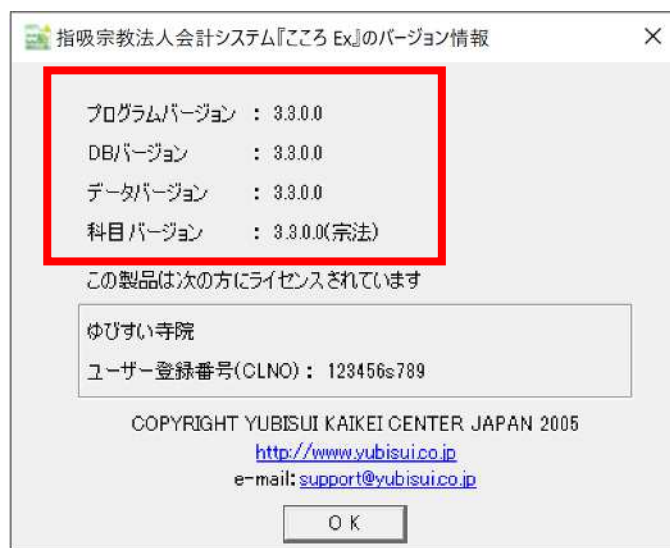 指吸宗教法人会計システム『こころ Ex』のバージョン情報
プログラムバージョン : 3.3.0.0
DBバージョン : 3.3.0.0
データバージョン : 3.3.0.0
科目バージョン : 3.3.0.0(宗法)
この製品は次の方にライセンスされています
ゆびすい寺院
ユーザー登録番号(CLNO) : 123456s789
COPYRIGHT YUBISUI KAIKEI CENTER JAPAN 2005
http://www.yubisui.co.jp
e-mail: support@yubisui.co.jp
OK